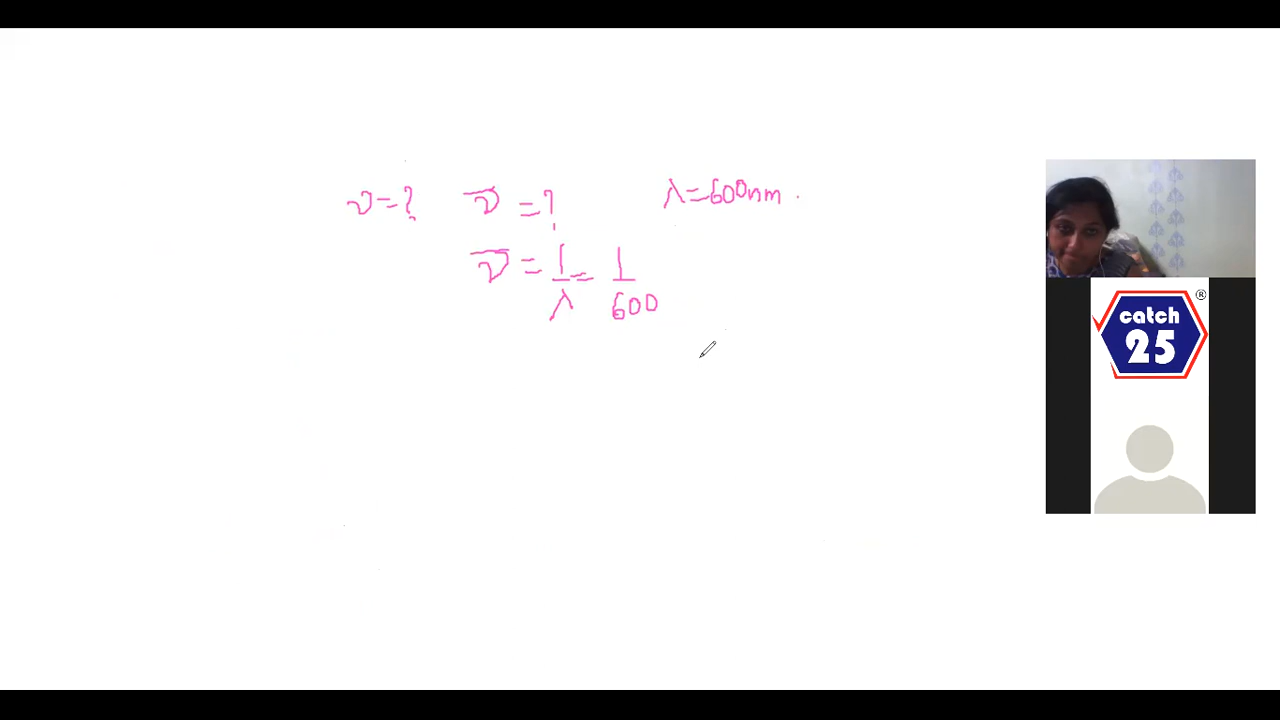 ν=? ν̅ =? λ=600nm.
ν̅ = 1/λ = 1/600
catch ®
25